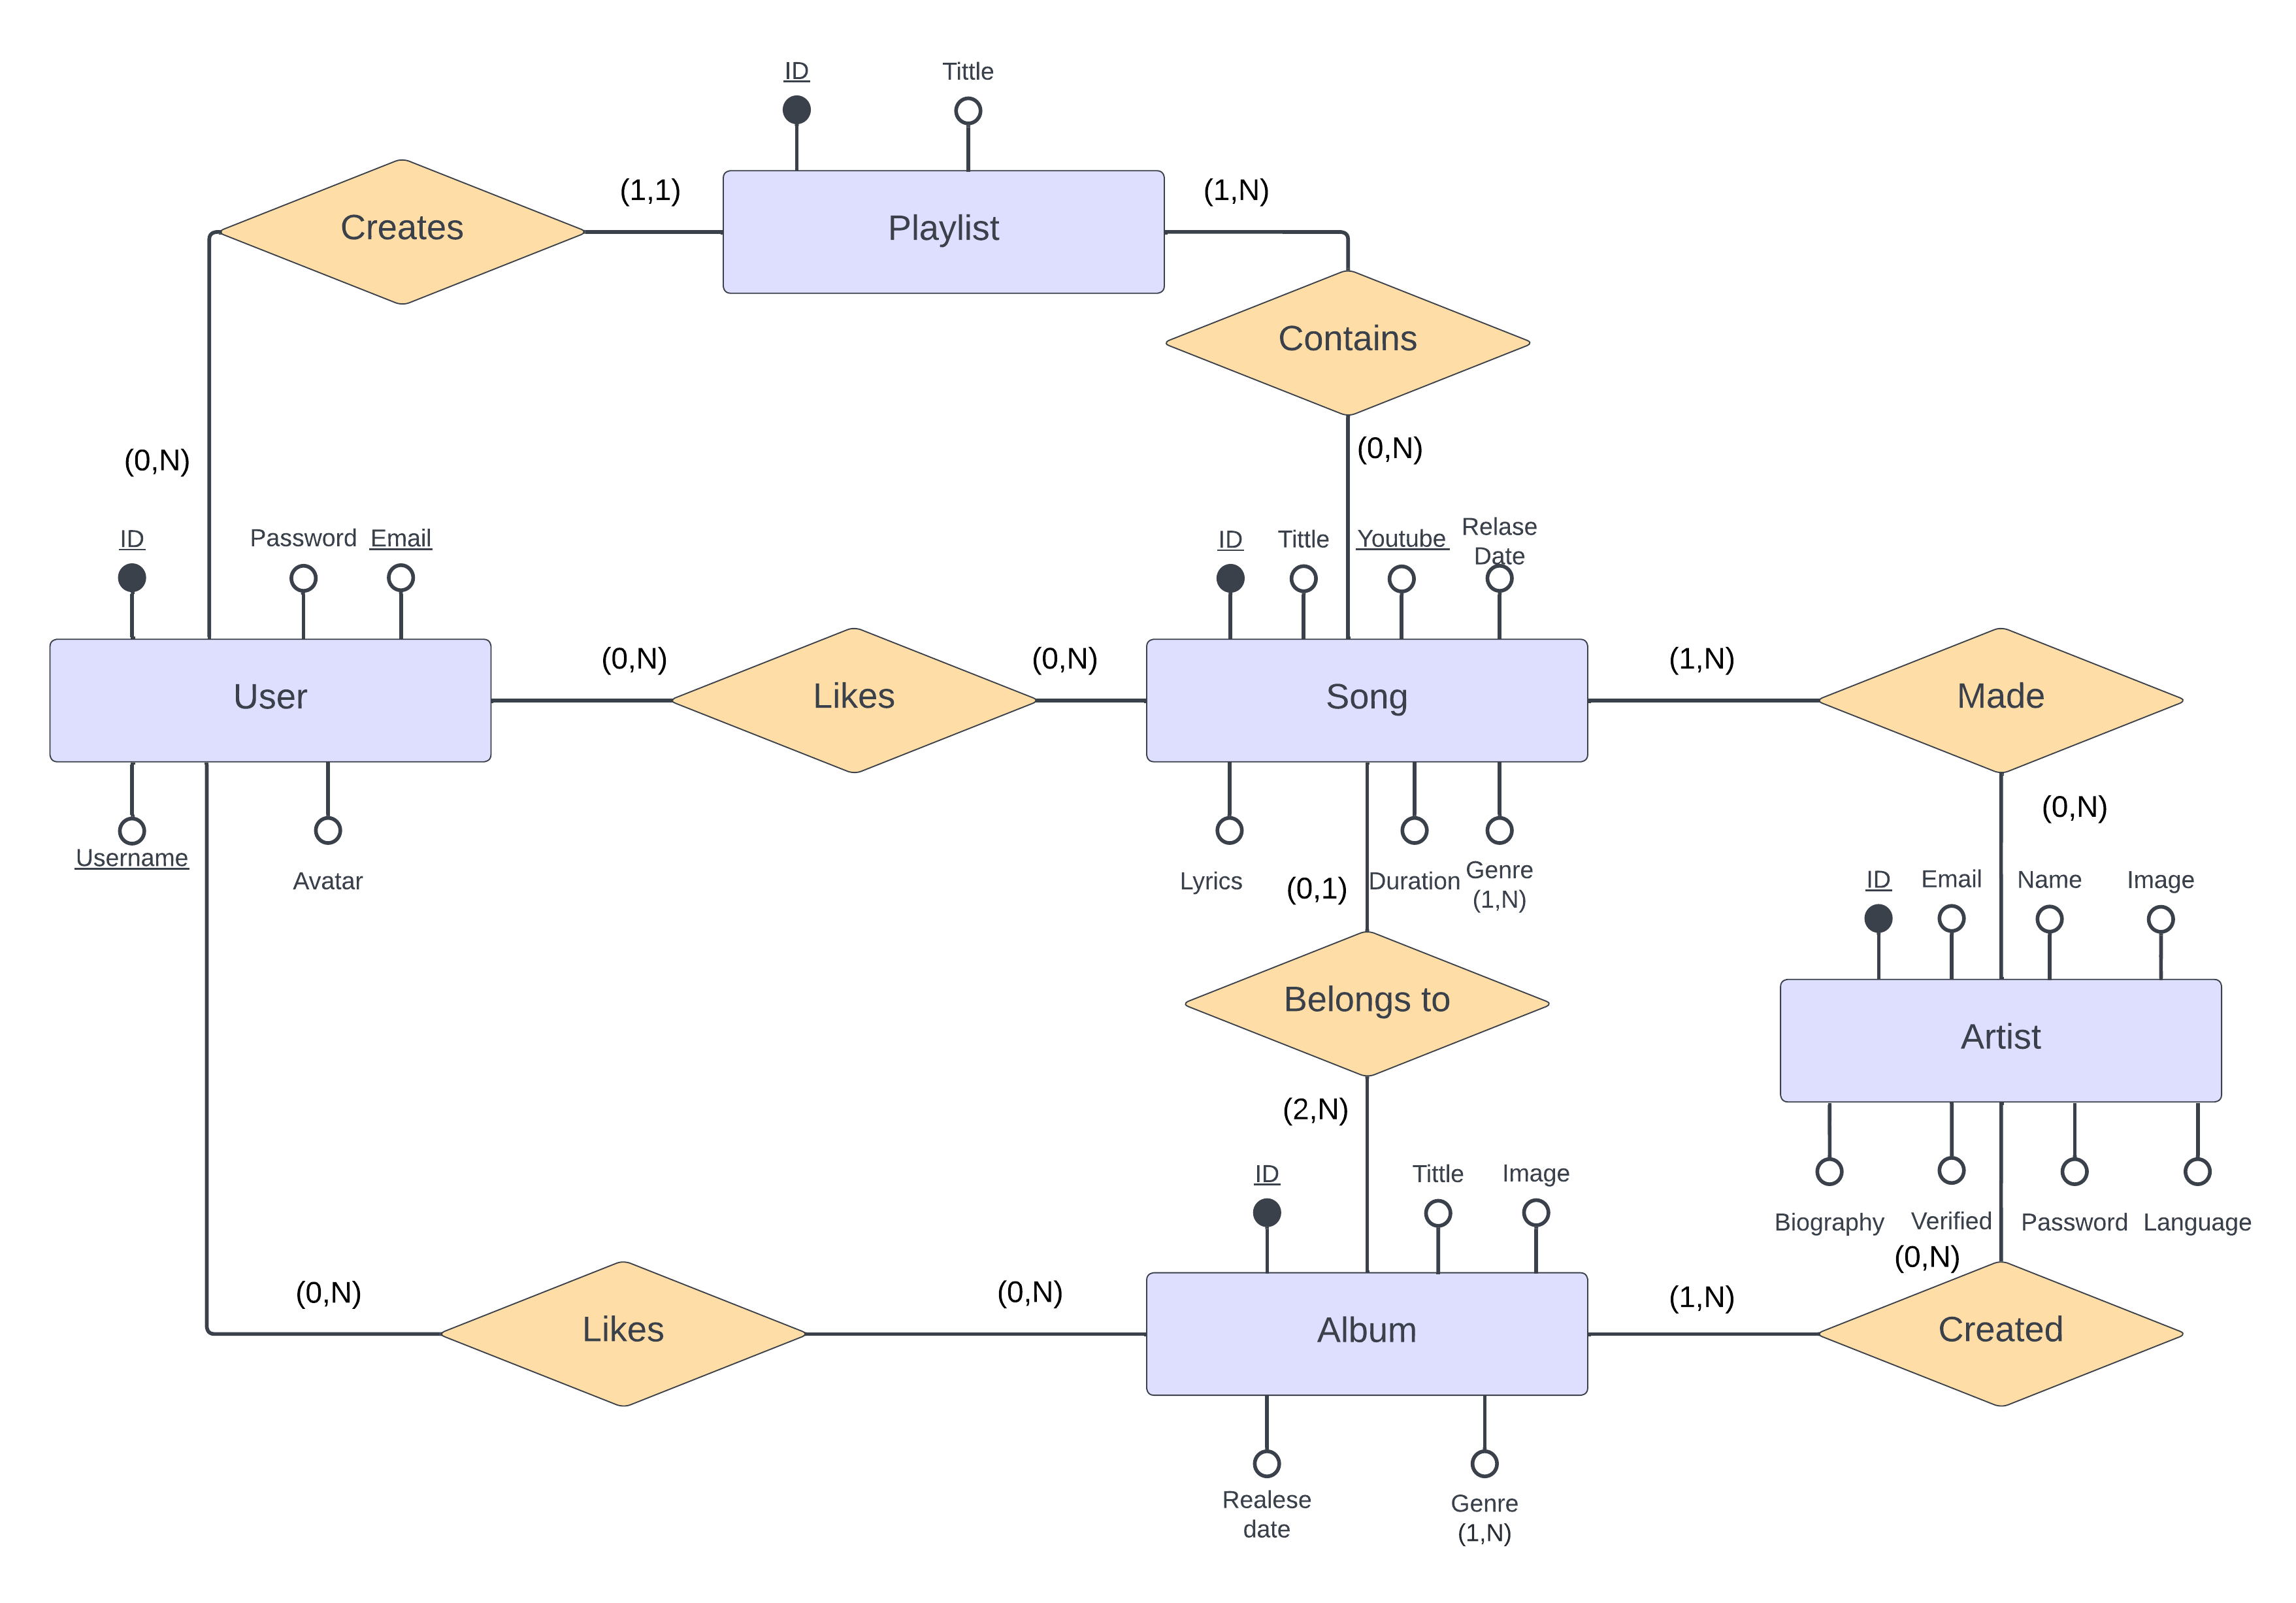 ID
Tittle
(1,1)
(1,N)
Creates
Playlist
Contains
(0,N)
(0,N)
ID
Password
Email
ID
Tittle
Youtube
Relase
Date
(0,N)
(0,N)
(1,N)
User
Likes
Song
Made
(0,N)
Username
Avatar
Lyrics
(0,1)
Duration
Genre
(1,N)
ID
Email
Name
Image
Belongs to
Artist
(2,N)
ID
Tittle
Image
Biography
Verified
Password
Language
(0,N)
(0,N)
(0,N)
(1,N)
Likes
Album
Created
Realese
date
Genre
(1,N)